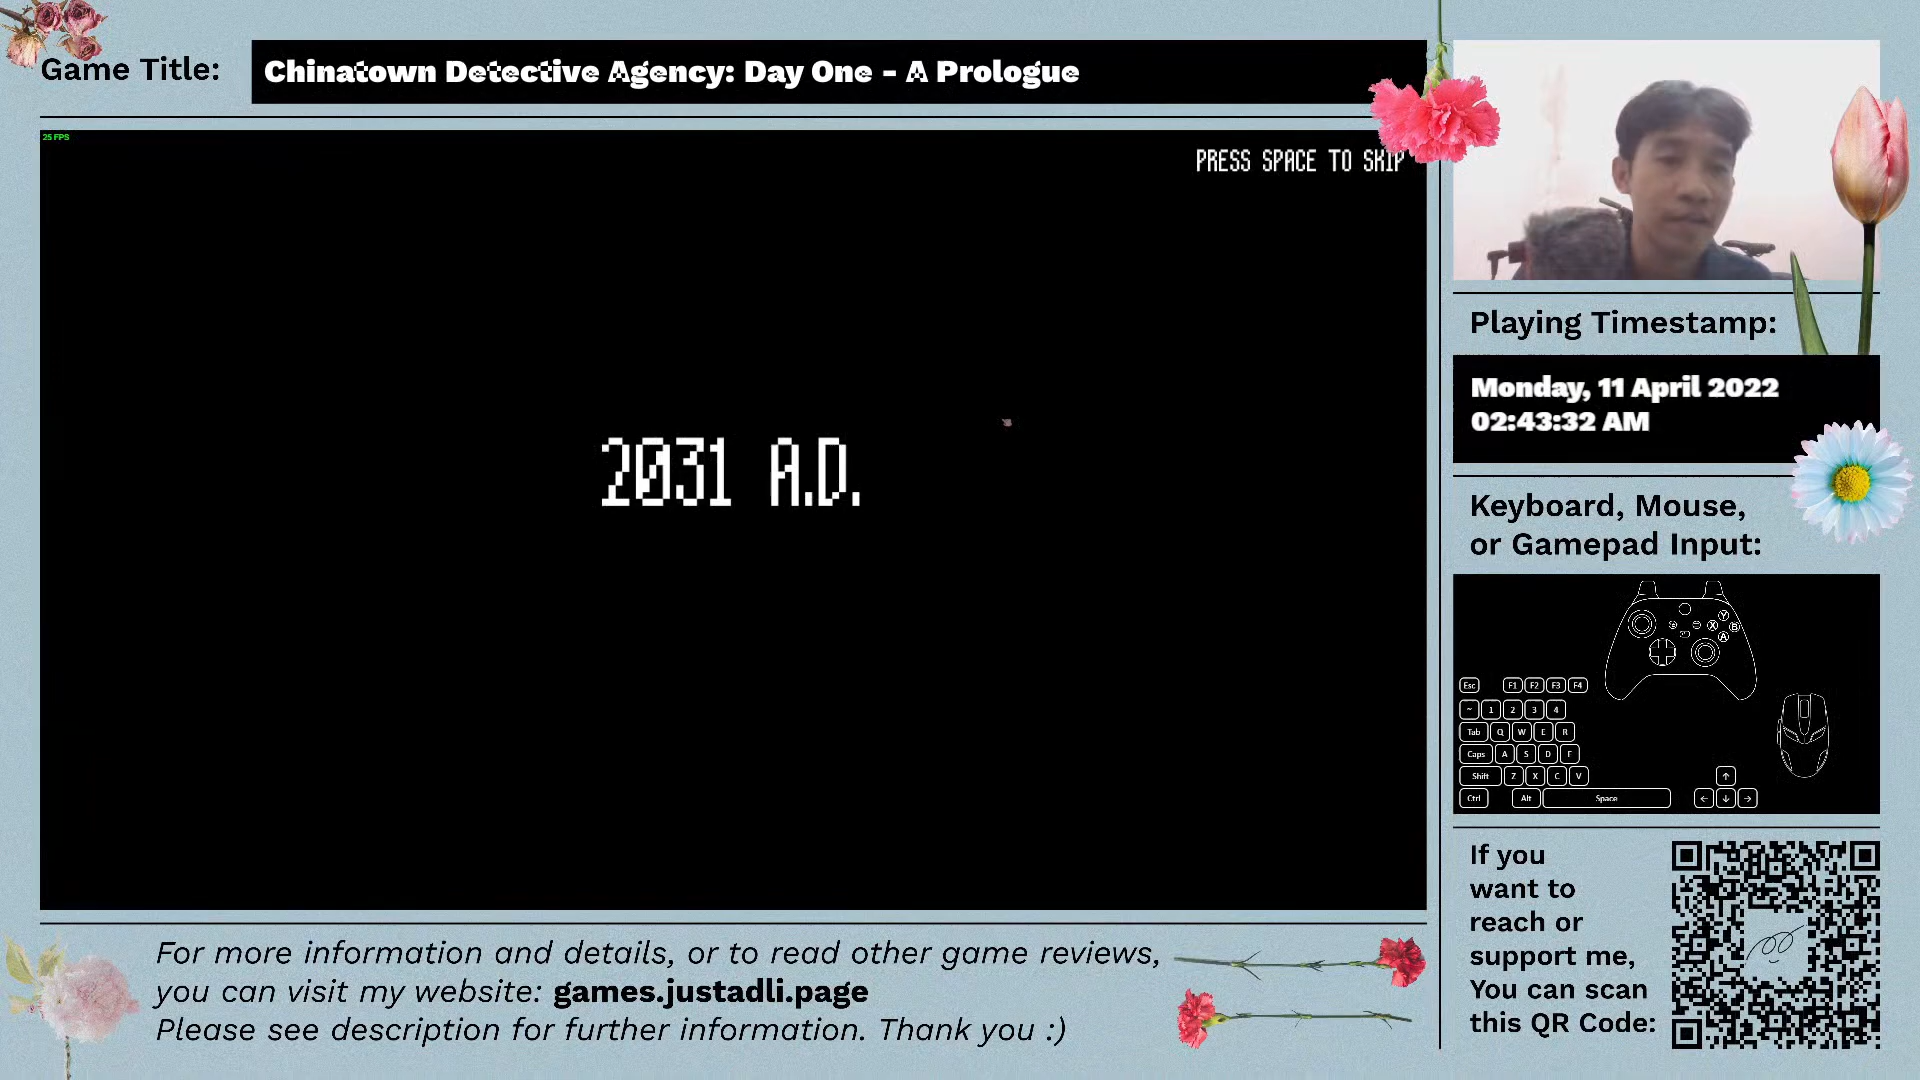 Game Title:
Chinatown Detective Agency: Day One - A Prologue
25 FPS
PRESS SPACE TO SKIP
2031 A.D.
Playing Timestamp:
Monday, 11 April 2022
02:43:32 AM
Keyboard, Mouse,
or Gamepad Input:
Y
X B
A
Esc F1 F2 F3 F4
~ 1 2 3 4
Tab Q W E R
Caps A S D F
Shift Z X C V
Ctrl Alt Space
↑
← ↓ →
If you
want to
reach or
support me,
You can scan
this QR Code:
For more information and details, or to read other game reviews,
you can visit my website: games.justadli.page
Please see description for further information. Thank you :)